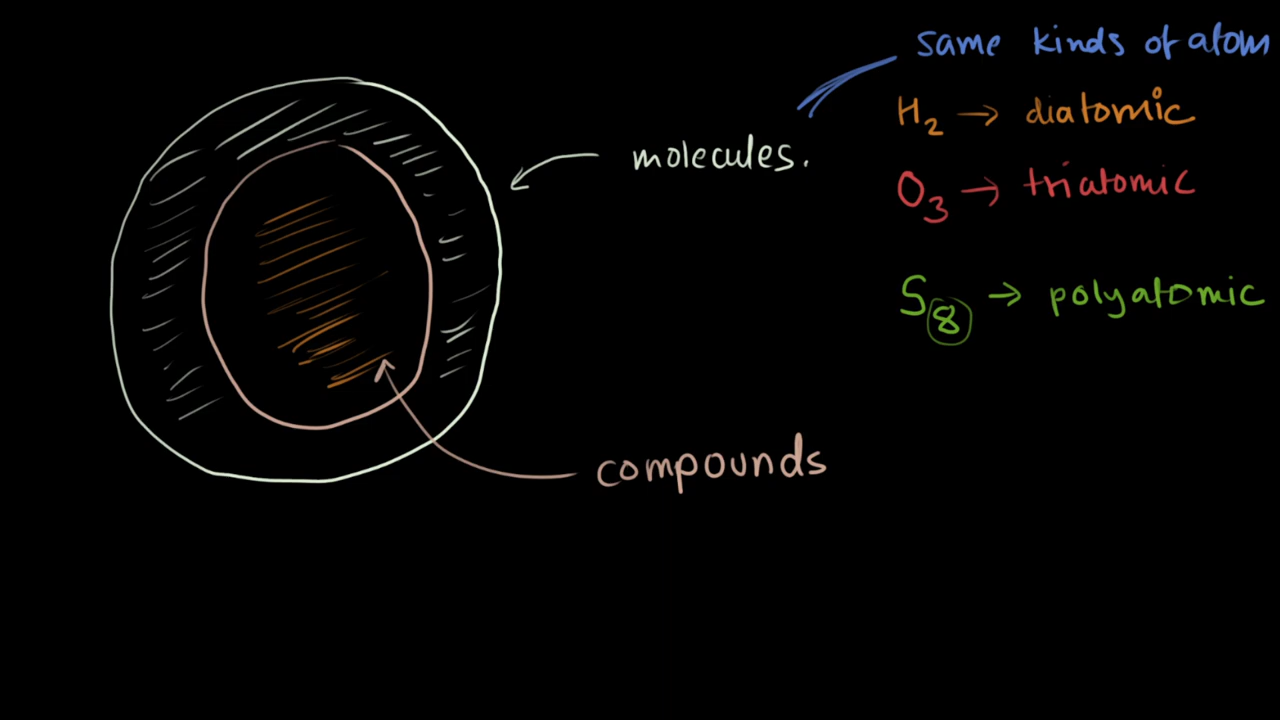 same kinds of atom
H₂ → diatomic
molecules.
O₃ → triatomic
S₈ → polyatomic
compounds